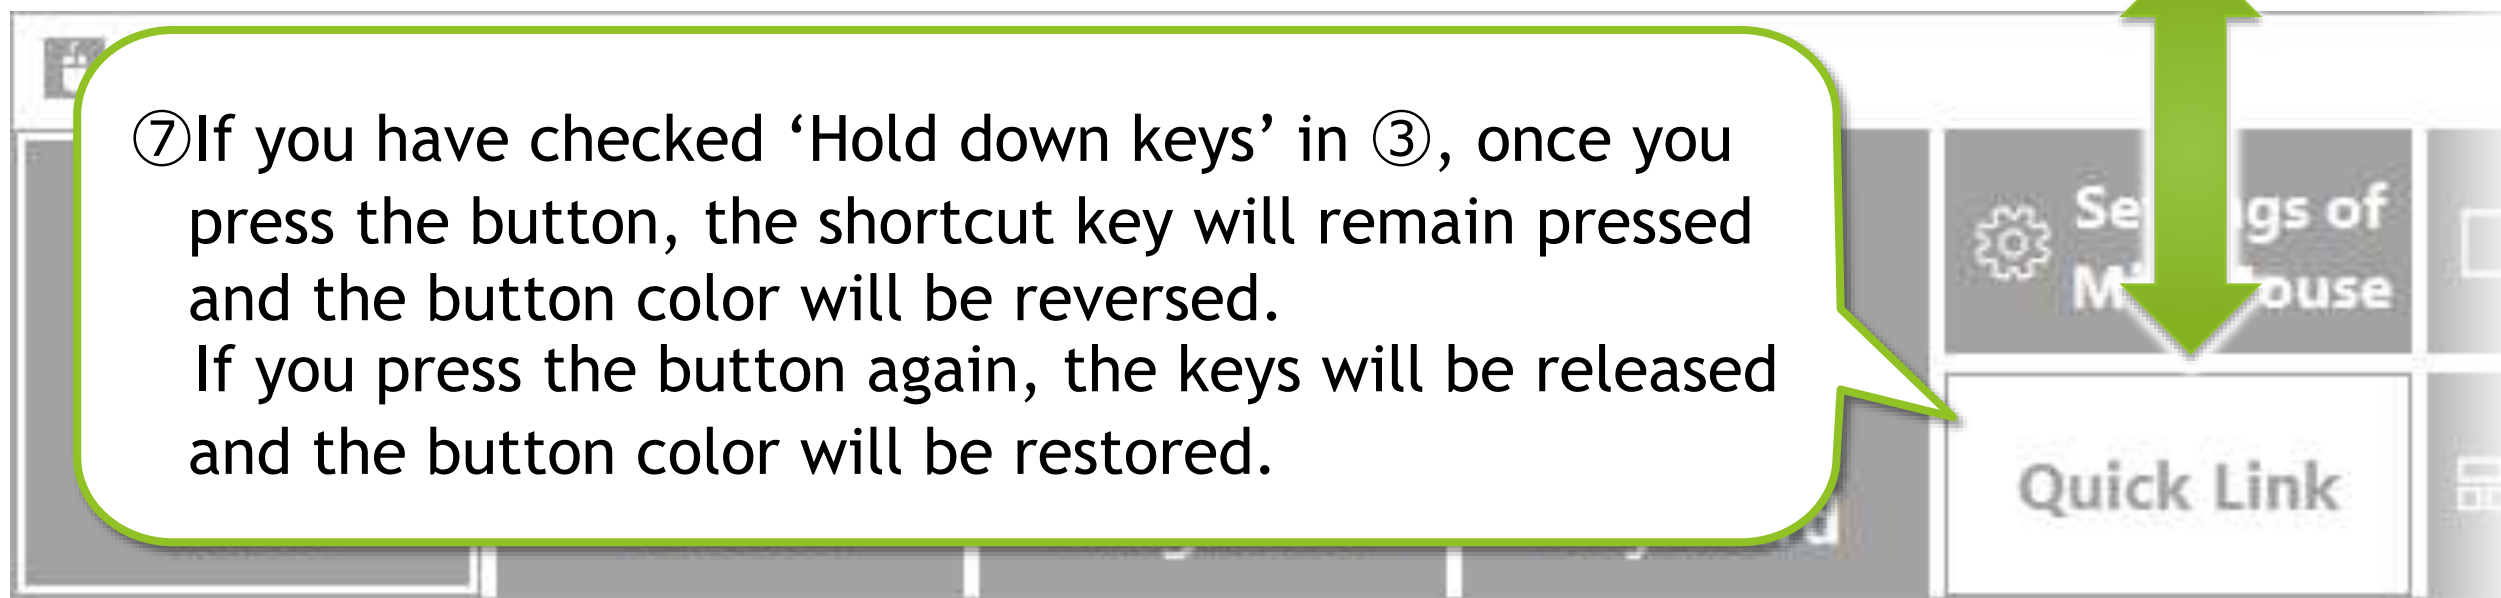 ⑦If you have checked ‘Hold down keys’ in ③, once you
press the button, the shortcut key will remain pressed
and the button color will be reversed.
If you press the button again, the keys will be released
and the button color will be restored.
of
Quick Link